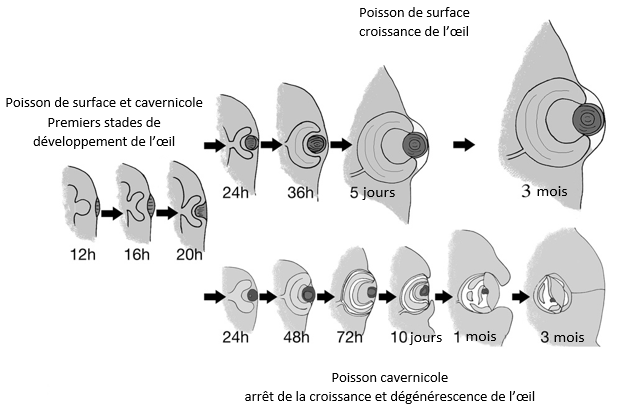 Poisson de surface
croissance de l’œil
Poisson de surface et cavernicole
Premiers stades de
développement de l’œil
24h 36h 5 jours 3 mois
12h 16h 20h
24h 48h 72h 10 jours 1 mois 3 mois
Poisson cavernicole
arrêt de la croissance et dégénérescence de l’œil